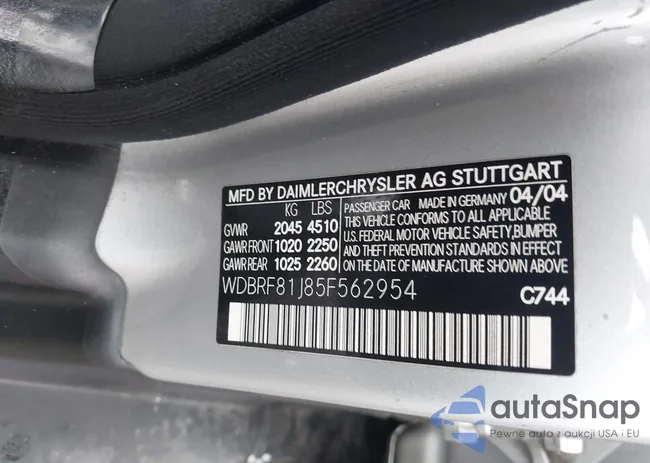 MFD BY DAIMLERCHRYSLER AG STUTTGART
KG LBS PASSENGER CAR MADE IN GERMANY 04/04
GVWR 2045 4510 THIS VEHICLE CONFORMS TO ALL APPLICABLE
GAWR FRONT 1020 2250 U.S. FEDERAL MOTOR VEHICLE SAFETY,BUMPER
GAWR REAR 1025 2260 AND THEFT PREVENTION STANDARDS IN EFFECT
ON THE DATE OF MANUFACTURE SHOWN ABOVE.
WDBRF81J85F562954
C744
autoSnap
Pewne auto z aukcji USA i EU